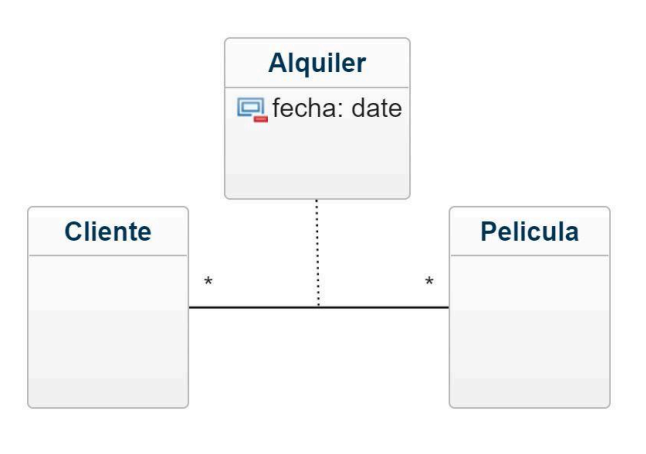 Alquiler
fecha: date
Cliente
Pelicula
*
*